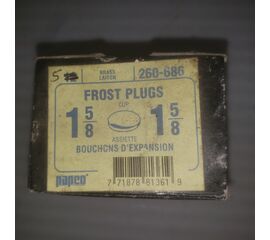 5
BRASS
LAITON
260-686
FROST PLUGS
1 5/8
CUP
1 5/8
ASSIETTE
BOUCHONS D'EXPANSION
papco
7 71878 81361 9